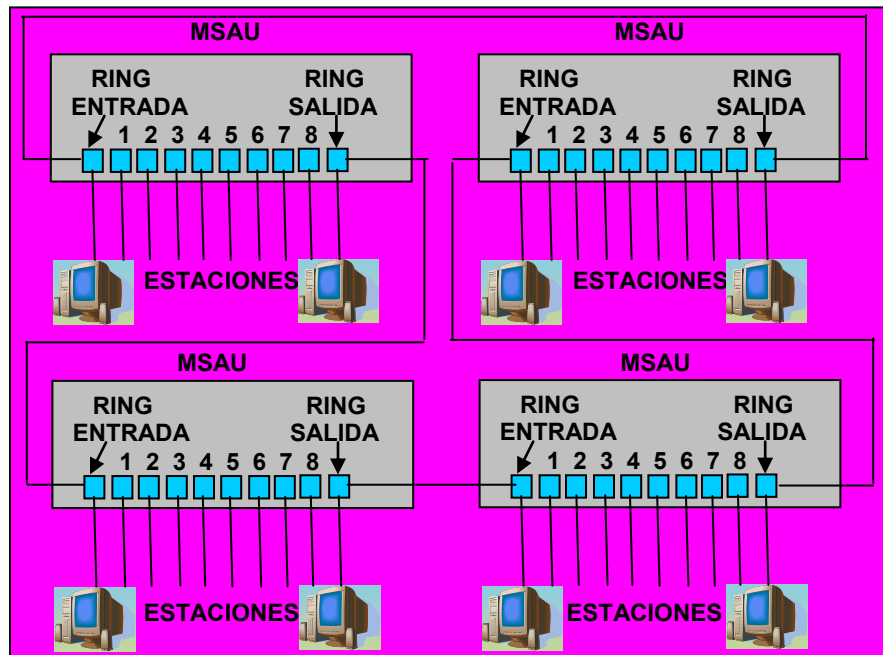 MSAU
MSAU
RING
ENTRADA
RING
SALIDA
1 2 3 4 5 6 7 8
ESTACIONES
RING
ENTRADA
RING
SALIDA
1 2 3 4 5 6 7 8
ESTACIONES
MSAU
MSAU
RING
ENTRADA
RING
SALIDA
1 2 3 4 5 6 7 8
ESTACIONES
RING
ENTRADA
RING
SALIDA
1 2 3 4 5 6 7 8
ESTACIONES